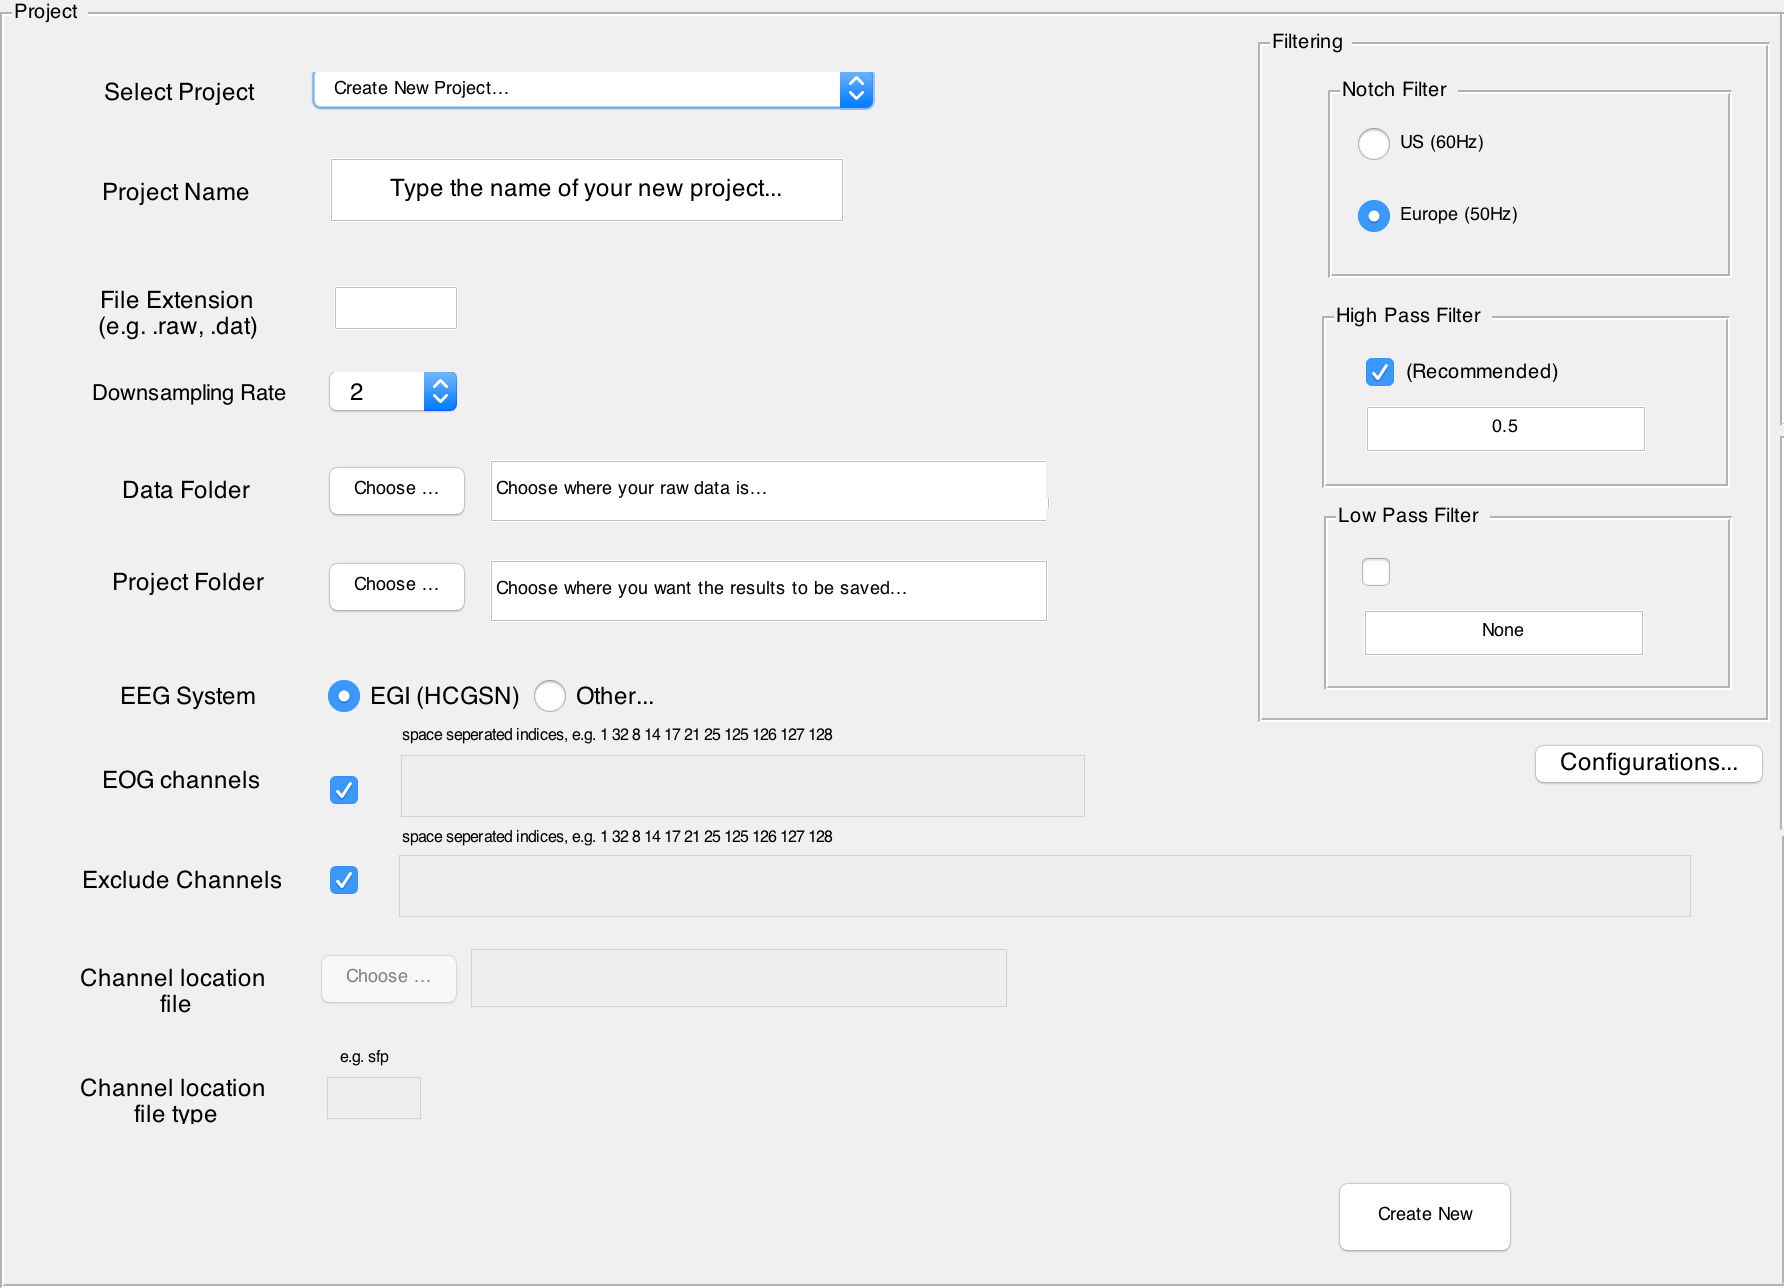 Project
Select Project
Create New Project...
Project Name
Type the name of your new project...
File Extension
(e.g. .raw, .dat)
Downsampling Rate
2
Data Folder
Choose ...
Choose where your raw data is...
Project Folder
Choose ...
Choose where you want the results to be saved...
EEG System
EGI (HCGSN)
Other...
space seperated indices, e.g. 1 32 8 14 17 21 25 125 126 127 128
EOG channels
space seperated indices, e.g. 1 32 8 14 17 21 25 125 126 127 128
Exclude Channels
Channel location
file
Choose ...
e.g. sfp
Channel location
file type
Filtering
Notch Filter
US (60Hz)
Europe (50Hz)
High Pass Filter
(Recommended)
0.5
Low Pass Filter
None
Configurations...
Create New